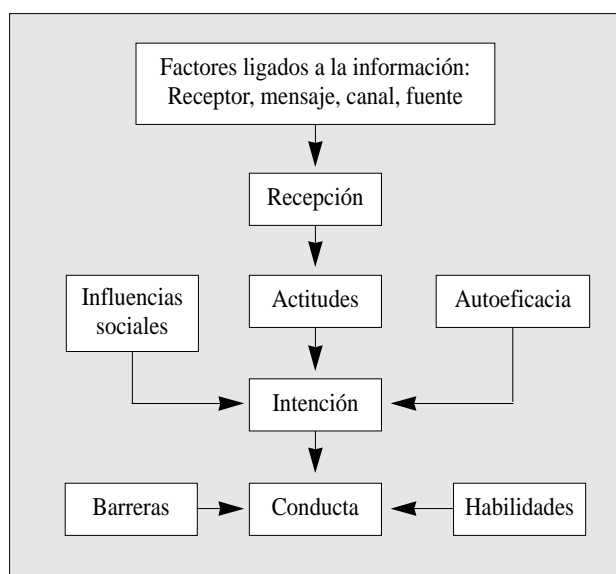 Factores ligados a la información:
Receptor, mensaje, canal, fuente
Recepción
Influencias
sociales
Actitudes
Autoeficacia
Intención
Barreras
Conducta
Habilidades